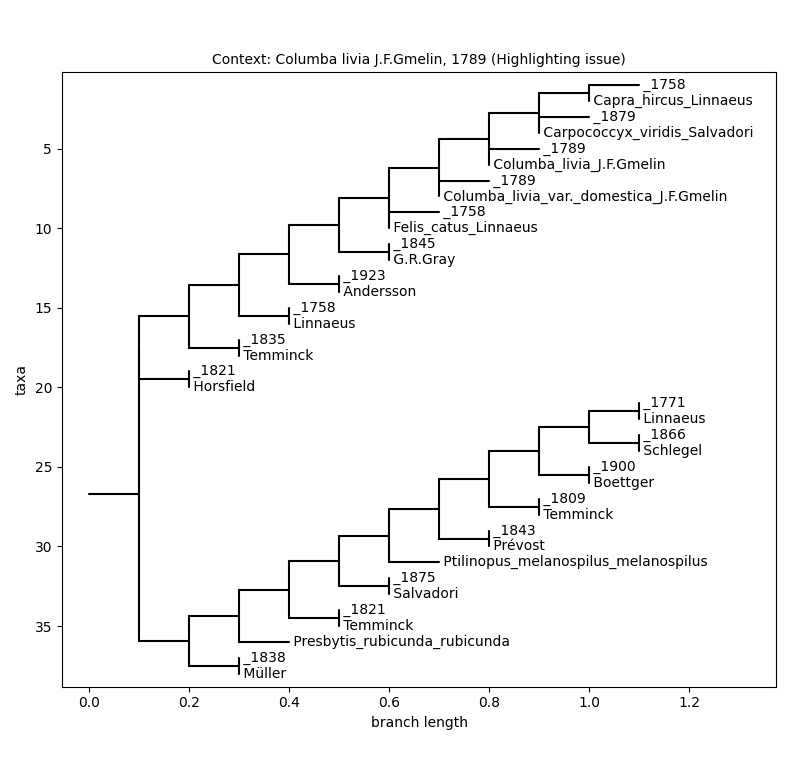 Context: Columba livia J.F.Gmelin, 1789 (Highlighting issue)
_1758
Capra_hircus_Linnaeus
_1879
Carpococcyx_viridis_Salvadori
_1789
Columba_livia_J.F.Gmelin
_1789
Columba_livia_var._domestica_J.F.Gmelin
_1758
Felis_catus_Linnaeus
_1845
G.R.Gray
_1923
Andersson
_1758
Linnaeus
_1835
Temminck
_1821
Horsfield
_1771
Linnaeus
_1866
Schlegel
_1900
Boettger
_1809
Temminck
_1843
Prévost
Ptilinopus_melanospilus_melanospilus
_1875
Salvadori
_1821
Temminck
Presbytis_rubicunda_rubicunda
_1838
Müller
5
10
15
20
25
30
35
taxa
0.0 0.2 0.4 0.6 0.8 1.0 1.2
branch length